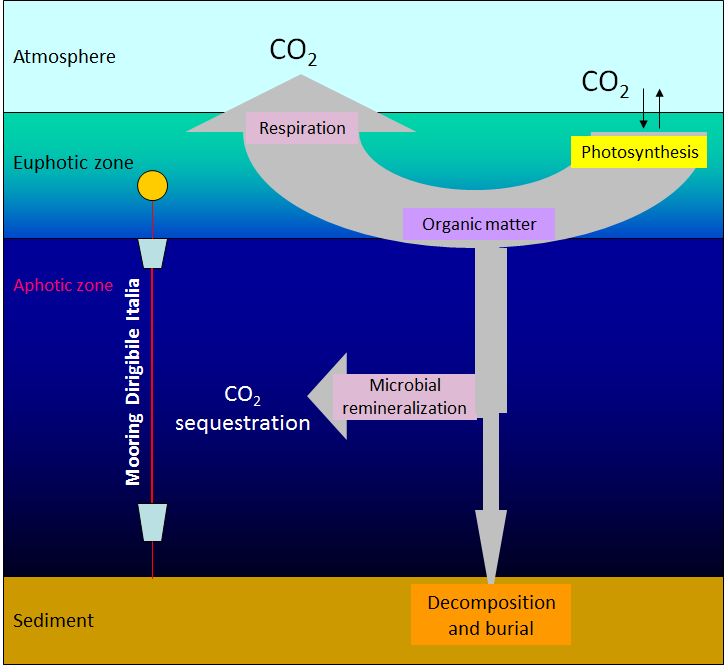 Atmosphere
CO₂
CO₂
Respiration
Photosynthesis
Euphotic zone
Organic matter
Aphotic zone
Mooring Dirigibile Italia
CO₂
sequestration
Microbial
remineralization
Decomposition
and burial
Sediment